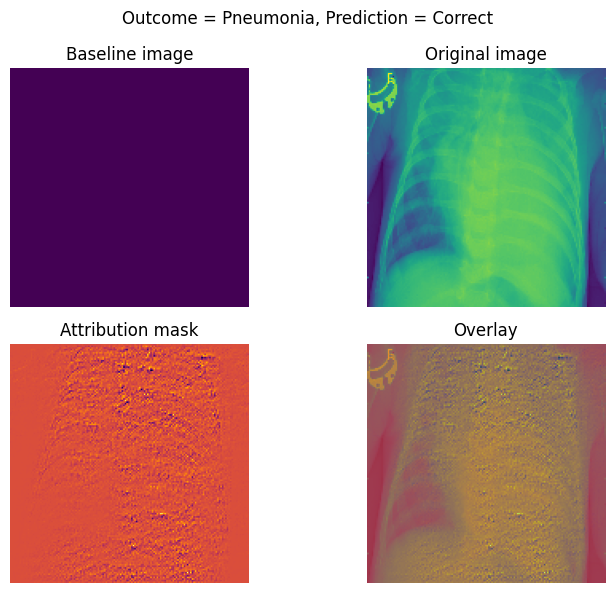 Outcome = Pneumonia, Prediction = Correct
Baseline image
Original image
Attribution mask
Overlay